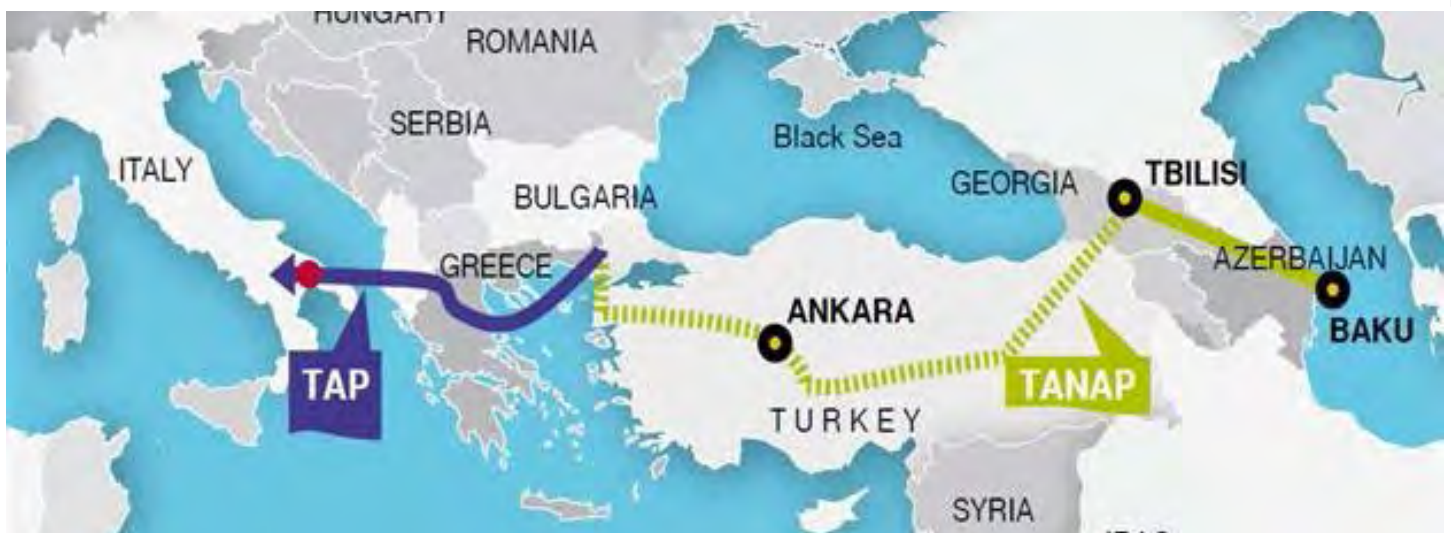 HUNGARY
ROMANIA
SERBIA
Black Sea
ITALY
GEORGIA
TBILISI
BULGARIA
GREECE
AZERBAIJAN
ANKARA
BAKU
TAP
TANAP
TURKEY
SYRIA